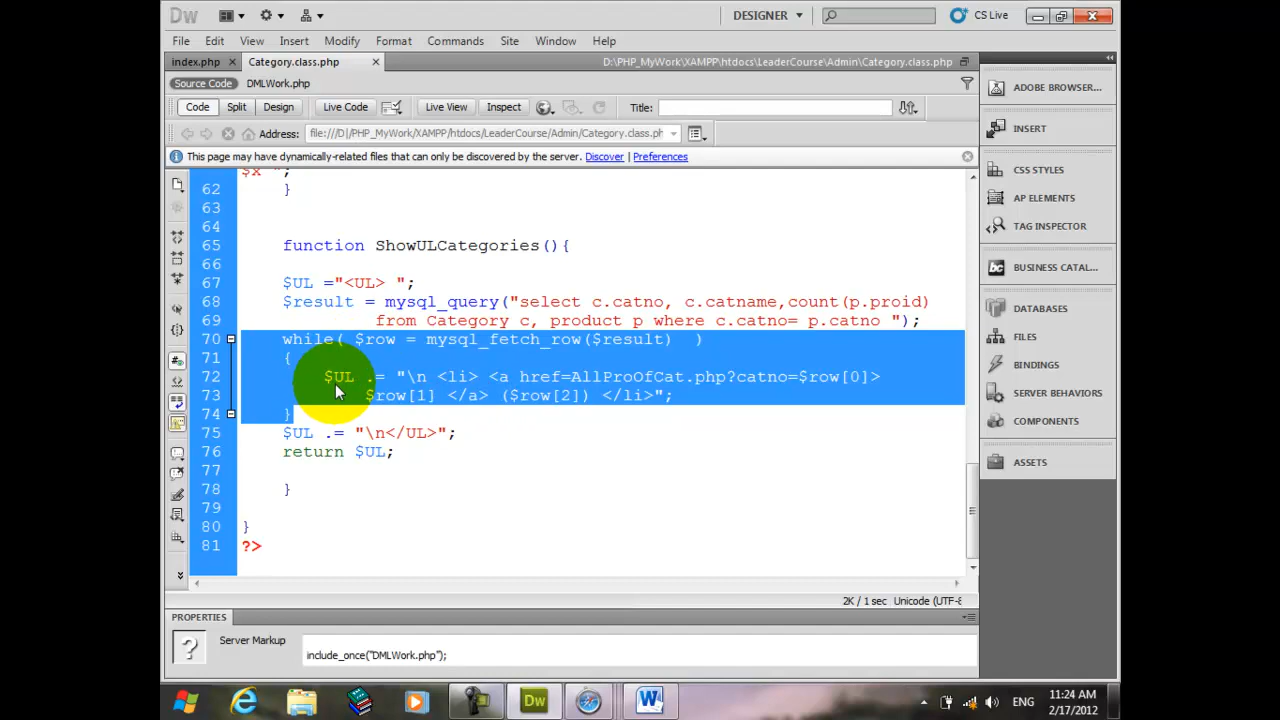 Dw
DESIGNER
CS Live
File Edit View Insert Modify Format Commands Site Window Help
index.php Category.class.php D:\PHP_MyWork\XAMPP\htdocs\LeaderCourse\Admin\Category.class.php
Source Code DMLWork.php
Code Split Design Live Code Live View Inspect Title:
Address: file:///D|/PHP_MyWork/XAMPP/htdocs/LeaderCourse/Admin/Category.class.ph
This page may have dynamically-related files that can only be discovered by the server. Discover | Preferences
$x ";
62 }
63
64
65 function ShowULCategories(){
66
67 $UL ="<UL> ";
68 $result = mysql_query("select c.catno, c.catname,count(p.proid)
69 from Category c, product p where c.catno= p.catno ");
70 while( $row = mysql_fetch_row($result) )
71 {
72 $UL .= "\n <li> <a href=AllProOfCat.php?catno=$row[0]>
73 $row[1] </a> ($row[2]) </li>";
74 }
75 $UL .= "\n</UL>";
76 return $UL;
77
78 }
79
80 }
81 ?>
2K / 1 sec Unicode (UTF-8
PROPERTIES
Server Markup
include_once("DMLWork.php");
ADOBE BROWSER...
INSERT
CSS STYLES
AP ELEMENTS
TAG INSPECTOR
BUSINESS CATAL...
DATABASES
FILES
BINDINGS
SERVER BEHAVIORS
COMPONENTS
ASSETS
Dw
W
ENG
11:24 AM
2/17/2012